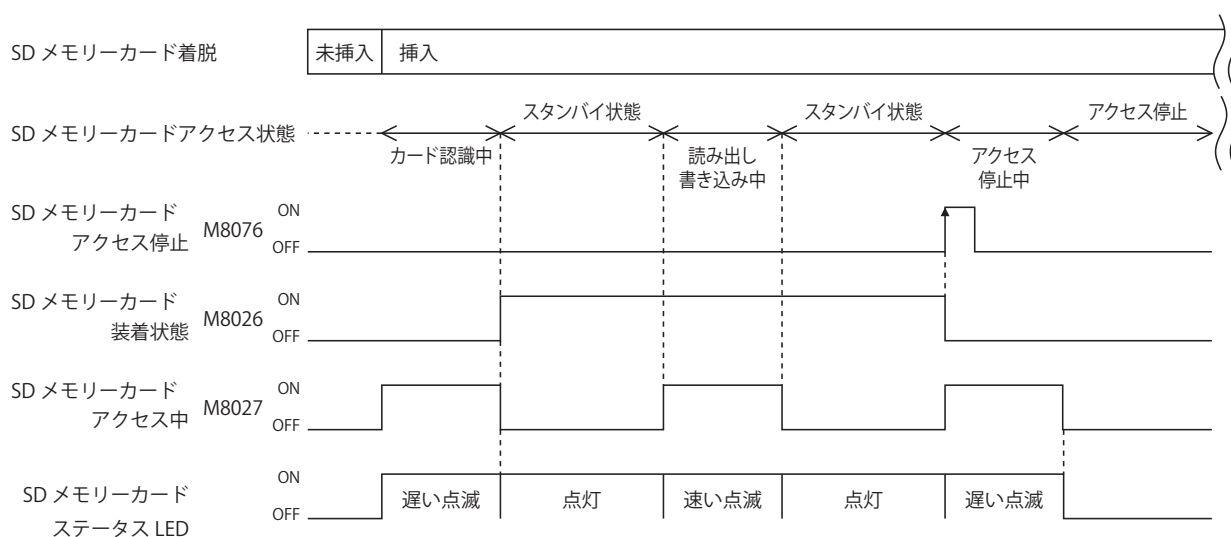 SD メモリーカード着脱
未挿入
挿入
スタンバイ状態
スタンバイ状態
アクセス停止
SD メモリーカードアクセス状態
カード認識中
読み出し
書き込み中
アクセス
停止中
SD メモリーカード
アクセス停止
M8076
ON
OFF
SD メモリーカード
装着状態
M8026
ON
OFF
SD メモリーカード
アクセス中
M8027
ON
OFF
SD メモリーカード
ステータス LED
ON
OFF
遅い点滅
点灯
速い点滅
点灯
遅い点滅